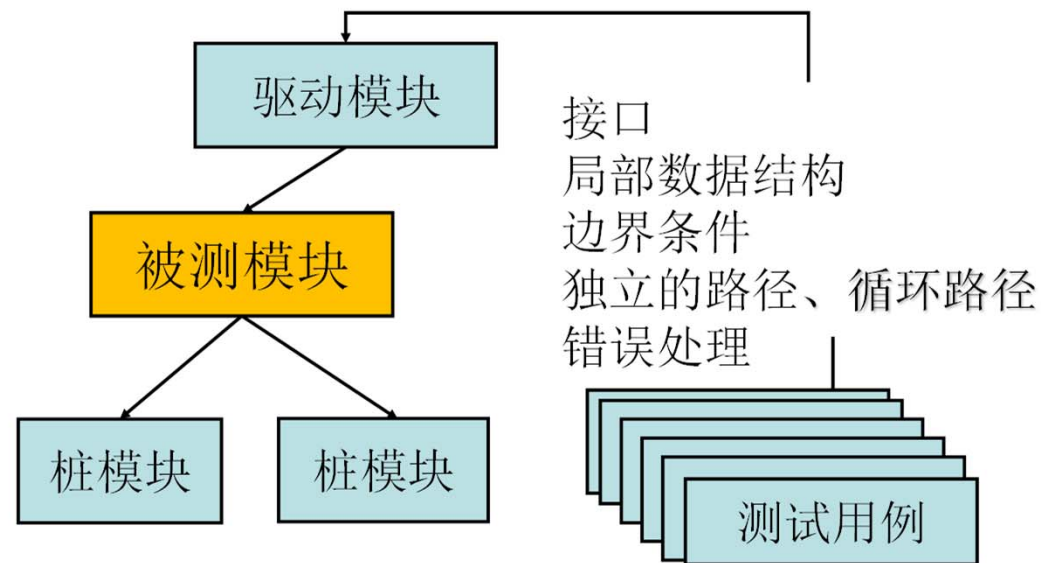 驱动模块
被测模块
桩模块
桩模块
接口
局部数据结构
边界条件
独立的路径、循环路径
错误处理
测试用例